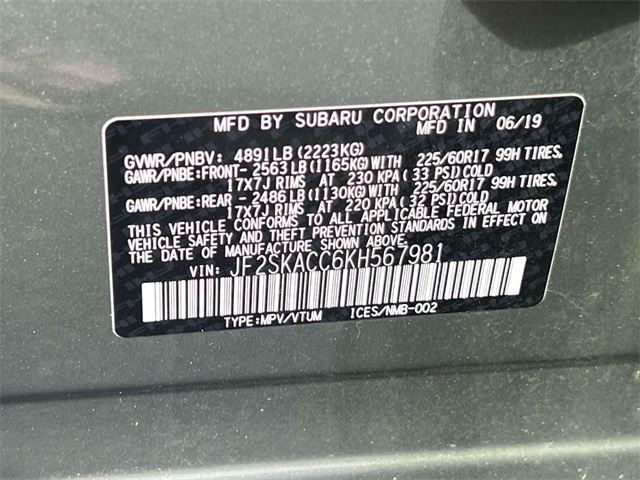 MFD BY SUBARU CORPORATION
MFD IN 06/19
GVWR/PNBV: 4891LB(2223KG)
GAWR/PNBE:FRONT- 2563LB(1165KG)WITH 225/60R17 99H TIRES.
17x7J RIMS AT 230 KPA(33 PSI)COLD
GAWR/PNBE:REAR - 2486LB(1130KG)WITH 225/60R17 99H TIRES.
17x7J RIMS AT 220 KPA(32 PSI)COLD
THIS VEHICLE CONFORMS TO ALL APPLICABLE FEDERAL MOTOR
VEHICLE SAFETY AND THEFT PREVENTION STANDARDS IN EFFECT ON
THE DATE OF MANUFACTURE SHOWN ABOVE.
VIN: JF2SKACC6KH567981
TYPE:MPV/VTUM ICES/NMB-002